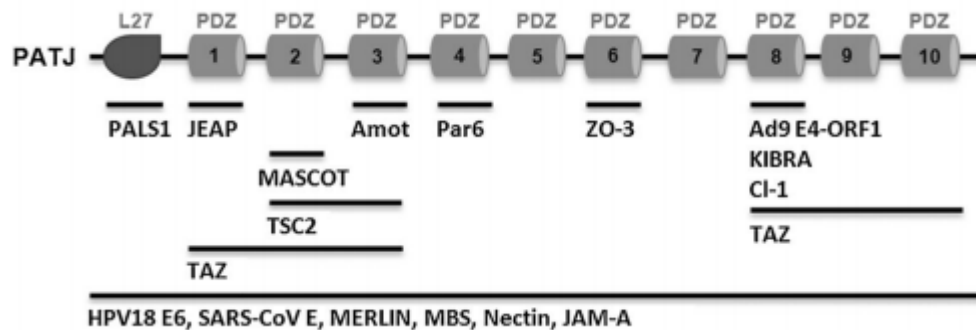 L27 PDZ PDZ PDZ PDZ PDZ PDZ PDZ PDZ PDZ PDZ
PATJ 1 2 3 4 5 6 7 8 9 10
PALS1 JEAP Amot Par6 ZO-3 Ad9 E4-ORF1
KIBRA
MASCOT
Cl-1
TSC2
TAZ
TAZ
HPV18 E6, SARS-CoV E, MERLIN, MBS, Nectin, JAM-A